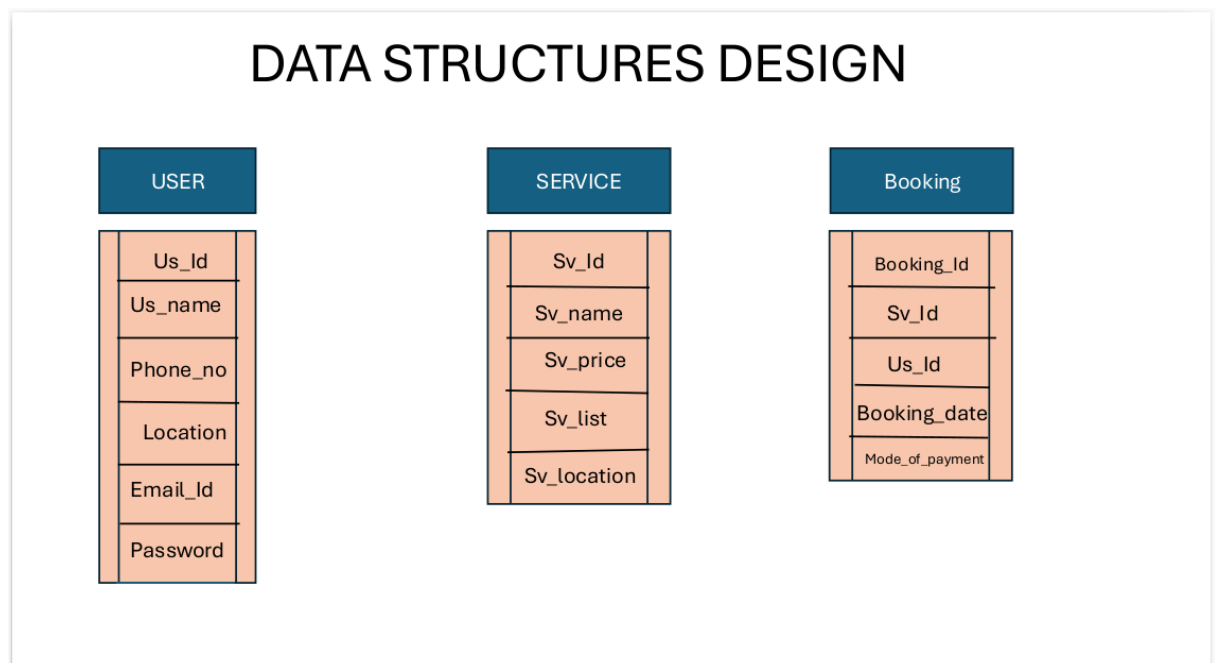 DATA STRUCTURES DESIGN
USER
Us_Id
Us_name
Phone_no
Location
Email_Id
Password
SERVICE
Sv_Id
Sv_name
Sv_price
Sv_list
Sv_location
Booking
Booking_Id
Sv_Id
Us_Id
Booking_date
Mode_of_payment